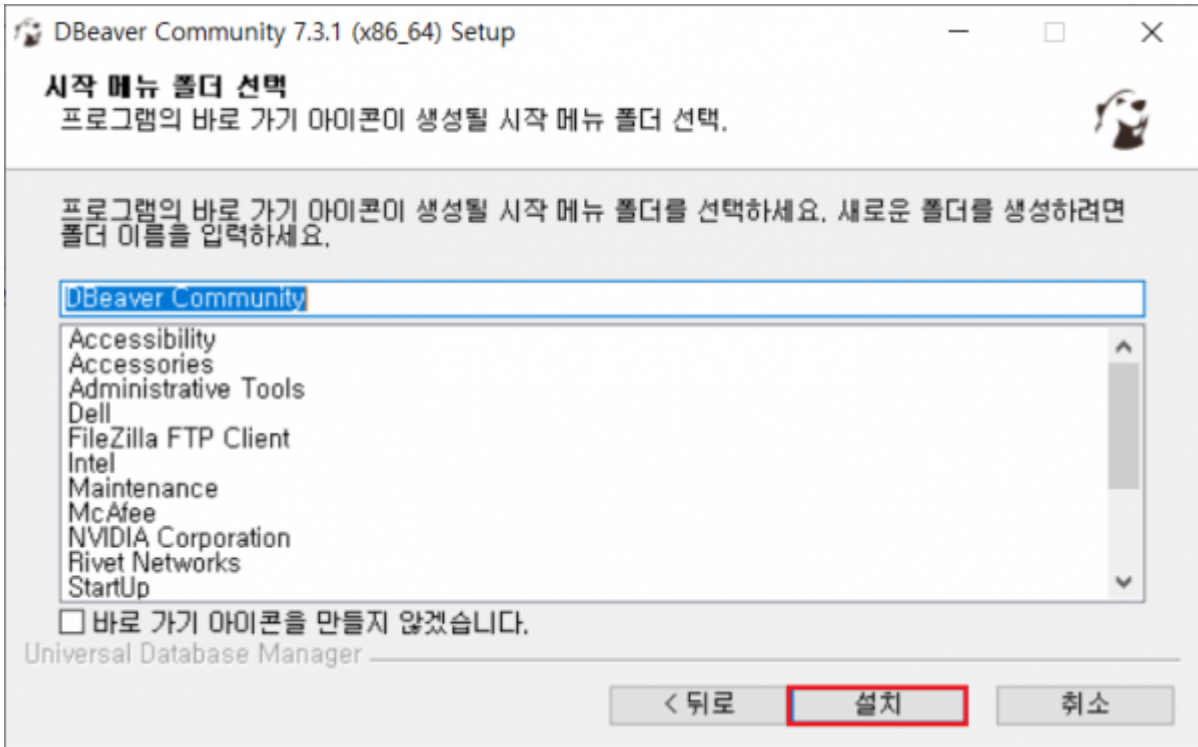 DBeaver Community 7.3.1 (x86_64) Setup
시작 메뉴 폴더 선택
프로그램의 바로 가기 아이콘이 생성될 시작 메뉴 폴더 선택.
프로그램의 바로 가기 아이콘이 생성될 시작 메뉴 폴더를 선택하세요. 새로운 폴더를 생성하려면
폴더 이름을 입력하세요.
DBeaver Community
Accessibility
Accessories
Administrative Tools
Dell
FileZilla FTP Client
Intel
Maintenance
McAfee
NVIDIA Corporation
Rivet Networks
StartUp
바로 가기 아이콘을 만들지 않겠습니다.
Universal Database Manager
< 뒤로 설치 취소